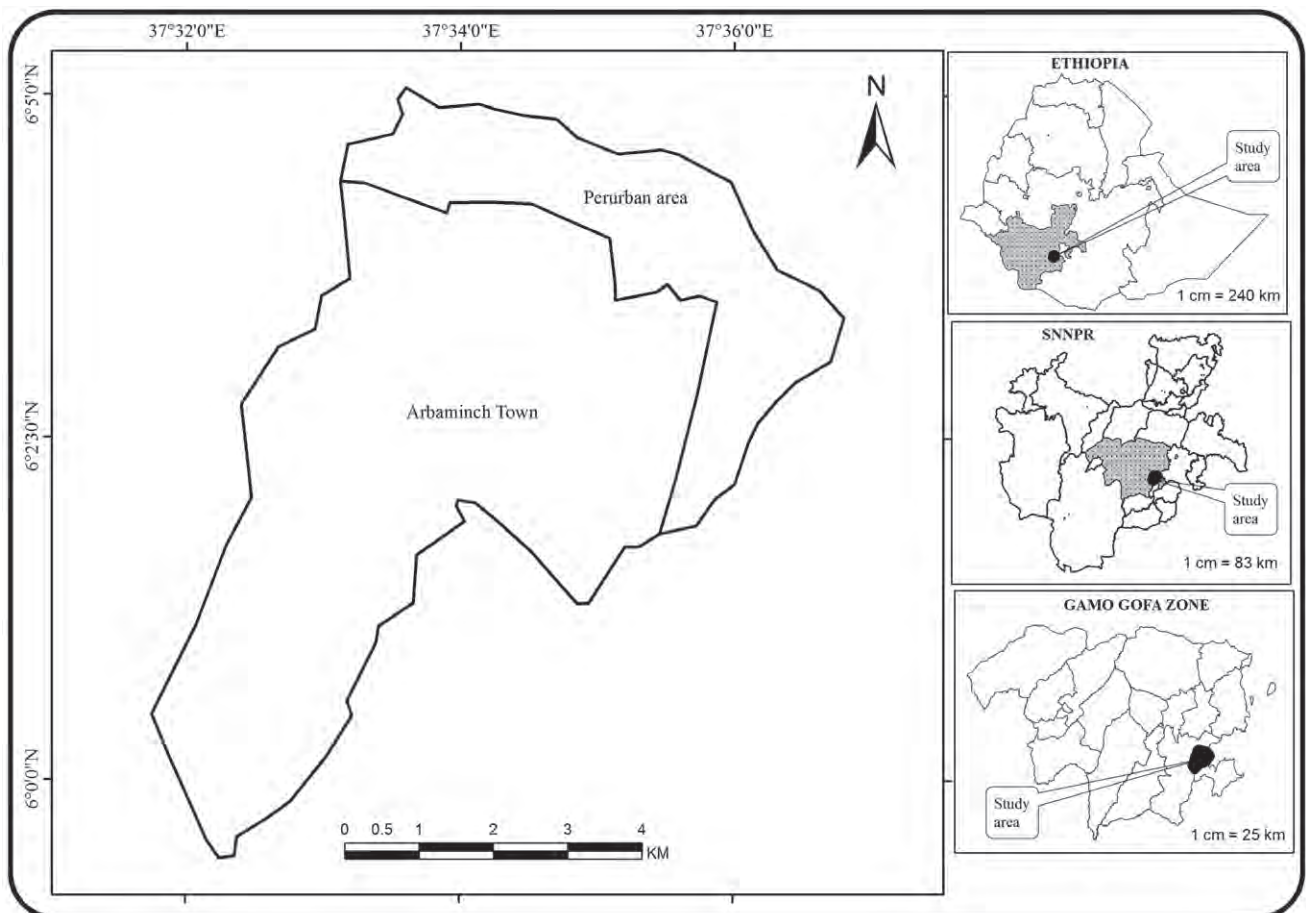 37°32'0"E
37°34'0"E
37°36'0"E
6°5'0"N
6°2'30"N
6°0'0"N
N
Perurban area
Arbaminch Town
0 0.5 1 2 3 4
KM
ETHIOPIA
Study
area
1 cm = 240 km
SNNPR
Study
area
1 cm = 83 km
GAMO GOFA ZONE
Study
area
1 cm = 25 km